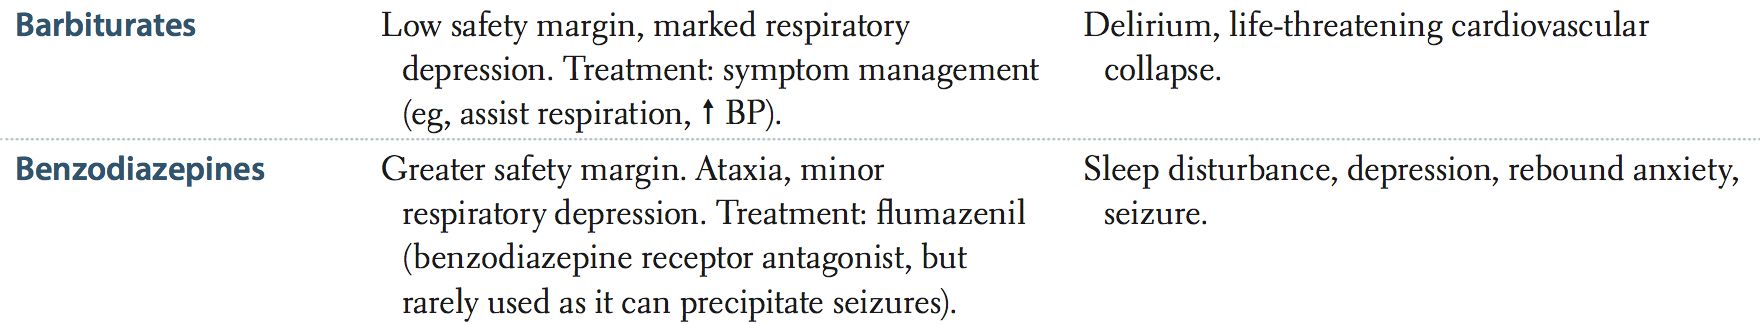 Barbiturates
Low safety margin, marked respiratory
depression. Treatment: symptom management
(eg, assist respiration, ↑ BP).
Delirium, life-threatening cardiovascular
collapse.
Benzodiazepines
Greater safety margin. Ataxia, minor
respiratory depression. Treatment: flumazenil
(benzodiazepine receptor antagonist, but
rarely used as it can precipitate seizures).
Sleep disturbance, depression, rebound anxiety,
seizure.